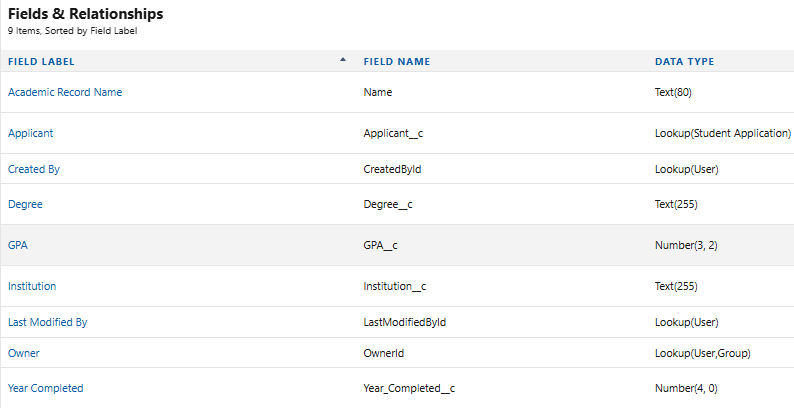 Fields & Relationships
9 Items, Sorted by Field Label
FIELD LABEL FIELD NAME DATA TYPE
Academic Record Name Name Text(80)
Applicant Applicant__c Lookup(Student Application)
Created By CreatedById Lookup(User)
Degree Degree__c Text(255)
GPA GPA__c Number(3, 2)
Institution Institution__c Text(255)
Last Modified By LastModifiedById Lookup(User)
Owner OwnerId Lookup(User,Group)
Year Completed Year_Completed__c Number(4, 0)